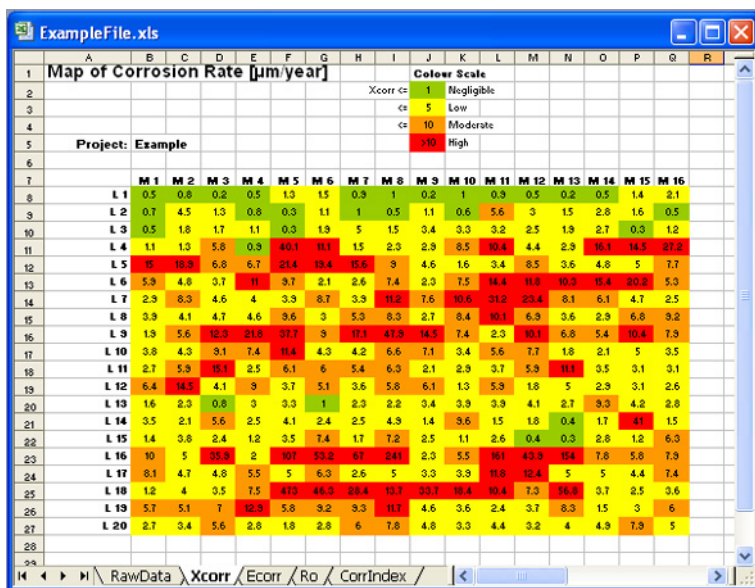 ExampleFile.xls
A B C D E F G H I J K L M N O P Q R
1 Map of Corrosion Rate [µm/year] Colour Scale
2 Xcorr <= 1 Negligible
3 <= 5 Low
4 <= 10 Moderate
5 Project: Example >10 High
6
7 M 1 M 2 M 3 M 4 M 5 M 6 M 7 M 8 M 9 M 10 M 11 M 12 M 13 M 14 M 15 M 16
8 L 1 0.5 0.8 0.2 0.5 1.3 1.5 0.9 1 0.2 1 0.9 0.5 0.2 0.5 1.4 2.1
9 L 2 0.7 4.5 1.3 0.8 0.3 1.1 1 0.5 1.1 0.6 5.6 3 1.5 2.8 1.6 0.5
10 L 3 0.5 1.8 1.7 1.1 0.3 1.9 5 1.5 3.4 3.3 3.2 2.5 1.9 2.7 0.3 1.2
11 L 4 1.1 1.3 5.8 0.9 40.1 11.1 1.5 2.3 2.9 8.5 10.4 4.4 2.9 16.1 14.5 27.2
12 L 5 15 18.9 6.8 6.7 21.4 19.4 15.6 9 4.6 1.6 3.4 8.5 3.6 4.8 5 7.7
13 L 6 5.9 4.8 3.7 11 9.7 2.1 2.6 7.4 2.3 7.5 14.4 11.8 10.3 15.4 20.2 5.3
14 L 7 2.9 8.3 4.6 4 3.9 8.7 3.9 11.2 7.6 10.6 31.2 23.4 8.1 6.1 4.7 2.5
15 L 8 3.9 4.1 4.7 4.6 9.6 3 5.3 8.3 2.7 8.4 10.1 6.9 3.6 2.9 6.8 9.2
16 L 9 1.9 5.6 12.3 21.8 37.7 9 17.1 47.9 14.5 7.4 2.3 10.1 6.8 5.4 10.4 7.9
17 L 10 3.8 4.3 9.1 7.4 11.4 4.3 4.2 6.6 7.1 3.4 5.6 7.7 1.8 2.1 5 3.5
18 L 11 2.7 5.9 15.1 2.5 6.1 6 5.4 6.3 2.1 2.9 3.7 5.9 11.1 3.5 3.1 3.1
19 L 12 6.4 14.5 4.1 9 3.7 5.1 3.6 5.8 6.1 1.3 5.9 1.8 5 2.9 3.1 2.6
20 L 13 1.6 2.3 0.8 3 3.3 1 2.3 2.2 3.4 3.9 3.9 4.1 2.7 9.3 4.2 2.8
21 L 14 3.5 2.1 5.6 2.5 4.1 2.4 2.5 4.9 1.4 9.6 1.5 1.8 0.4 1.7 41 1.5
22 L 15 1.4 3.8 2.4 1.2 3.5 7.4 1.7 7.2 2.5 1.1 2.6 0.4 0.3 2.8 1.2 6.3
23 L 16 10 5 35.9 2 107 53.2 67 241 2.3 5.5 161 43.9 154 7.8 5.8 7.9
24 L 17 8.1 4.7 4.8 5.5 5 6.3 2.6 5 3.3 3.9 11.8 12.4 5 5 4.4 7.4
25 L 18 1.2 4 3.5 7.5 473 46.3 28.4 13.7 33.7 18.4 10.4 7.3 56.8 3.7 2.5 3.6
26 L 19 5.7 5.1 7 12.9 5.8 9.2 9.3 11.7 4.6 3.6 2.4 3.7 8.3 1.5 3 6
27 L 20 2.7 3.4 5.6 2.8 1.8 2.8 6 7.8 4.8 3.3 4.4 3.2 4 4.9 7.9 5
28
29
RawData Xcorr Ecorr Ro CorrIndex